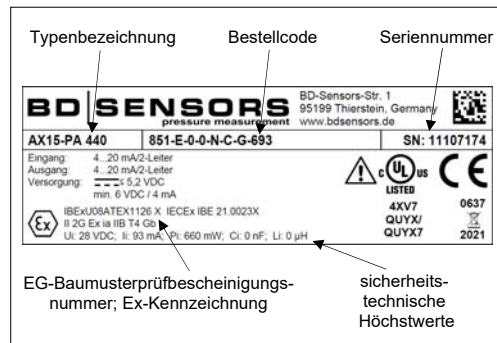 Typenbezeichnung
Bestellcode
Seriennummer
BD SENSORS
pressure measurement
BD-Sensors-Str. 1
95199 Thierstein, Germany
www.bdsensors.de
AX15-PA 440
851-E-0-0-N-C-G-693
SN: 11107174
Eingang: 4...20 mA/2-Leiter
Ausgang: 4...20 mA/2-Leiter
Versorgung: ≤ 5,2 VDC
min. 6 VDC / 4 mA
IBExU08ATEX1126 X IECEx IBE 21.0023X
II 2G Ex ia IIB T4 Gb
Ui: 28 VDC; Ii: 93 mA; Pi: 660 mW; Ci: 0 nF; Li: 0 µH
Ex
C UL US
LISTED
CE
4XV7
QUYX/
QUYX7
0637
2021
EG-Baumusterprüfbescheinigungs-
nummer; Ex-Kennzeichnung
sicherheits-
technische
Höchstwerte